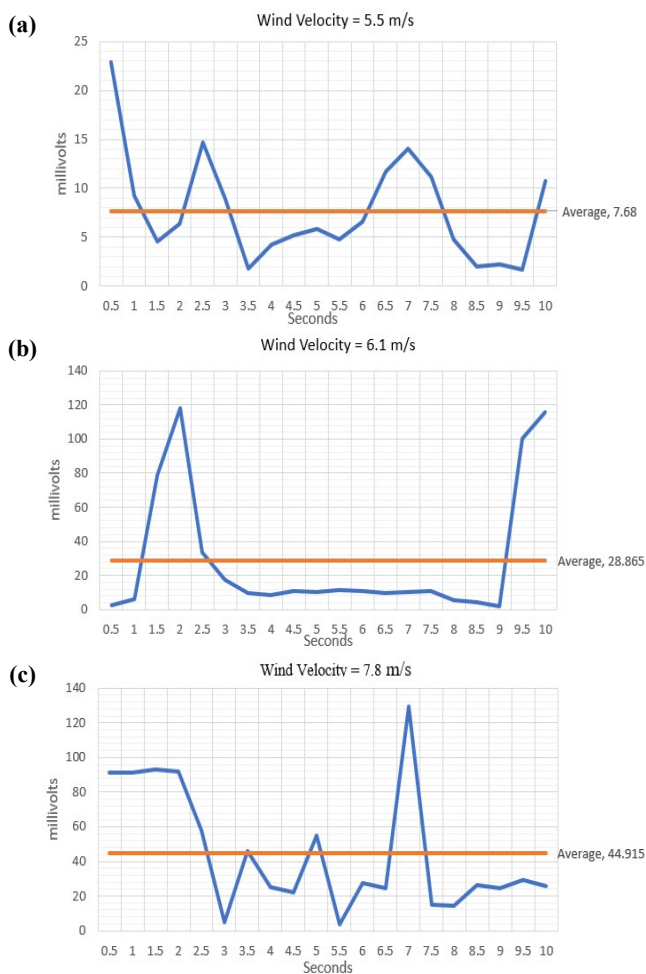 (a)
Wind Velocity = 5.5 m/s
25
20
15
10
5
0
millivolts
Average, 7.68
0.5 1 1.5 2 2.5 3 3.5 4 4.5 5 5.5 6 6.5 7 7.5 8 8.5 9 9.5 10
Seconds
(b)
Wind Velocity = 6.1 m/s
140
120
100
80
60
40
20
0
millivolts
Average, 28.865
0.5 1 1.5 2 2.5 3 3.5 4 4.5 5 5.5 6 6.5 7 7.5 8 8.5 9 9.5 10
(c)
Wind Velocity = 7.8 m/s
140
120
100
80
60
40
20
0
millivolts
Average, 44.915
0.5 1 1.5 2 2.5 3 3.5 4 4.5 5 5.5 6 6.5 7 7.5 8 8.5 9 9.5 10
Seconds